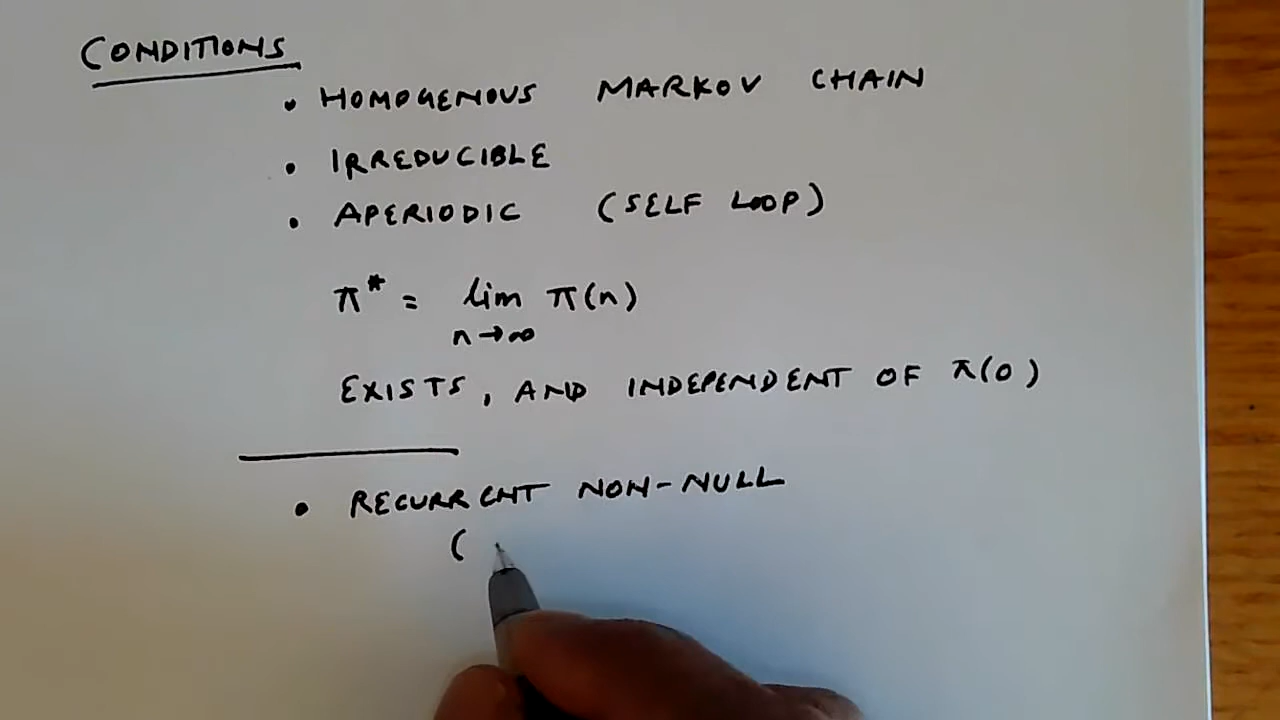 CONDITIONS
• HOMOGENOUS MARKOV CHAIN
• IRREDUCIBLE
• APERIODIC (SELF LOOP)
π* = lim π(n)
n→∞
EXISTS, AND INDEPENDENT OF π(0)
• RECURRENT NON-NULL
(